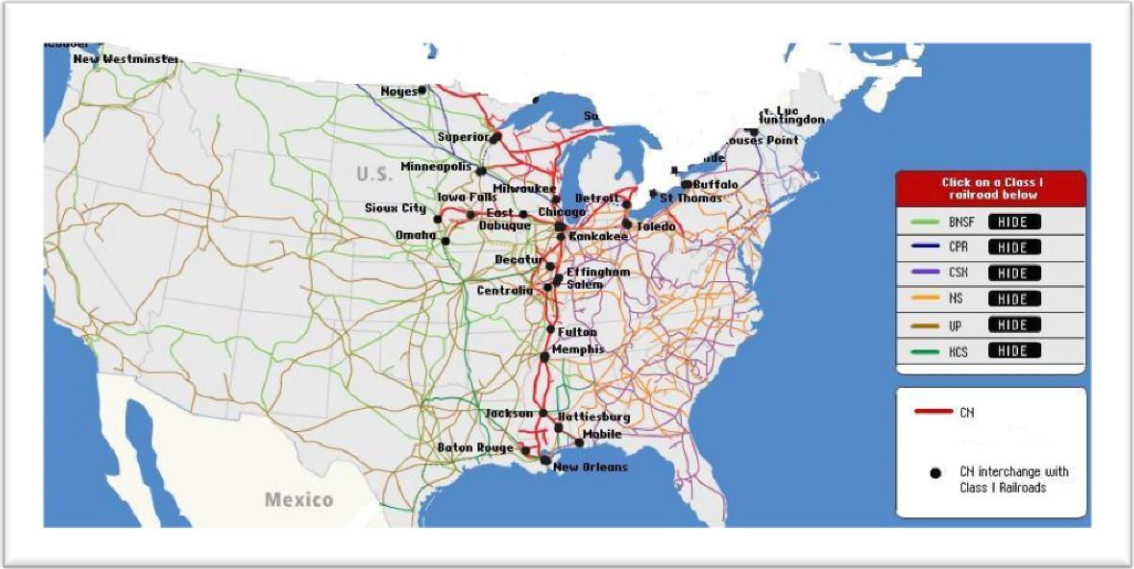 New Westminster
Noyes
Superior
Minneapolis
U.S.
Milwaukee
Iowa Falls
Sioux City
East
Dubuque
Chicago
Detroit
St Thomas
Buffalo
Huntingdon
Omaha
Toledo
Kankakee
Decatur
Effingham
Salem
Centralia
Fulton
Memphis
Jackson
Hattiesburg
Mobile
Baton Rouge
New Orleans
Mexico
Click on a Class I
railroad below
BNSF HIDE
CPR HIDE
CSX HIDE
NS HIDE
UP HIDE
KCS HIDE
CN
CN interchange with
Class I Railroads